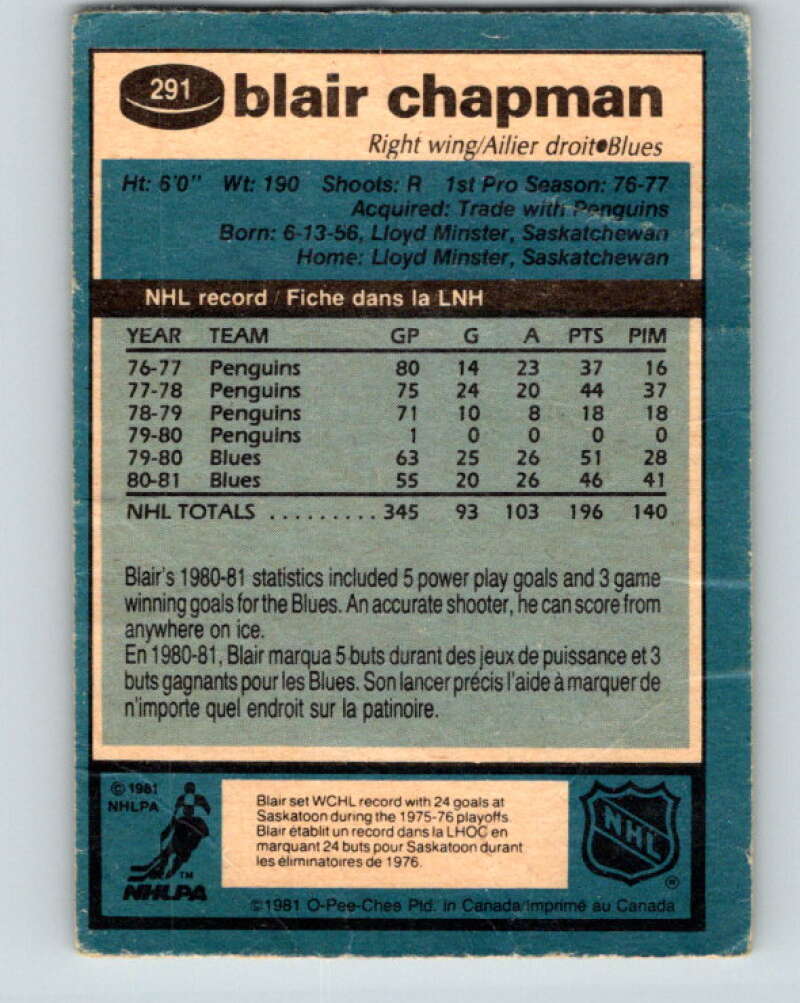 291 blair chapman
Right wing/Ailier droit•Blues
Ht: 6'0" Wt: 190 Shoots: R 1st Pro Season: 76-77
Acquired: Trade with Penguins
Born: 6-13-56, Lloyd Minster, Saskatchewan
Home: Lloyd Minster, Saskatchewan
NHL record / Fiche dans la LNH
YEAR TEAM GP G A PTS PIM
76-77 Penguins 80 14 23 37 16
77-78 Penguins 75 24 20 44 37
78-79 Penguins 71 10 8 18 18
79-80 Penguins 1 0 0 0 0
79-80 Blues 63 25 26 51 28
80-81 Blues 55 20 26 46 41
NHL TOTALS ......... 345 93 103 196 140
Blair's 1980-81 statistics included 5 power play goals and 3 game
winning goals for the Blues. An accurate shooter, he can score from
anywhere on ice.
En 1980-81, Blair marqua 5 buts durant des jeux de puissance et 3
buts gagnants pour les Blues. Son lancer précis l'aide à marquer de
n'importe quel endroit sur la patinoire.
© 1981
NHLPA
TM
NHLPA
Blair set WCHL record with 24 goals at
Saskatoon during the 1975-76 playoffs.
Blair établit un record dans la LHOC en
marquant 24 buts pour Saskatoon durant
les éliminatoires de 1976.
NHL
®
©1981 O-Pee-Chee Ptd. in Canada/Imprimé au Canada